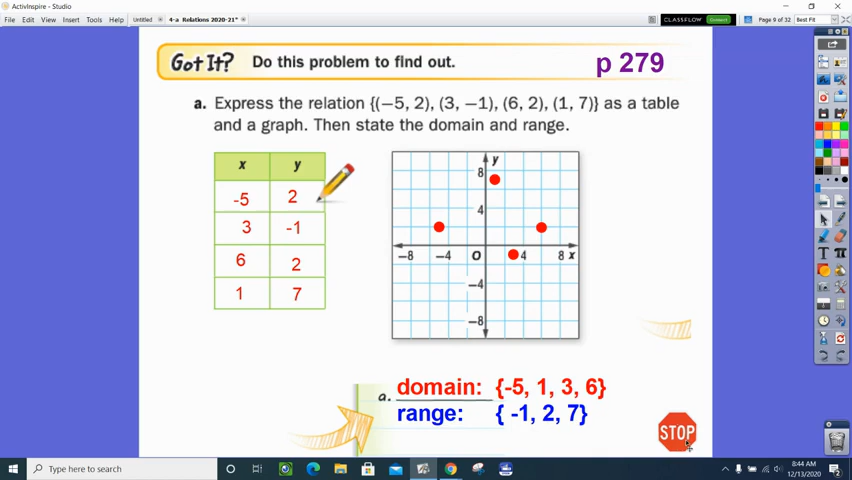 ActivInspire - Studio
File Edit View Insert Tools Help Untitled 4-a Relations 2020-21* CLASSFLOW Connect Page 9 of 32 Best Fit
Got It? Do this problem to find out. p 279
a. Express the relation {(−5, 2), (3, −1), (6, 2), (1, 7)} as a table
and a graph. Then state the domain and range.
x y
-5 2
3 -1
6 2
1 7
y
8
4
−8 −4 O 4 8 x
−4
−8
a. domain: {-5, 1, 3, 6}
range: { -1, 2, 7}
STOP
Type here to search
8:44 AM
12/13/2020